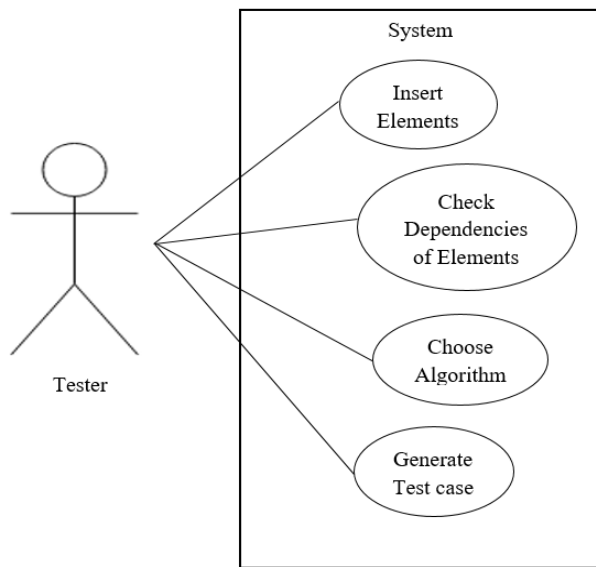 System
Insert
Elements
Check
Dependencies
of Elements
Choose
Algorithm
Tester
Generate
Test case